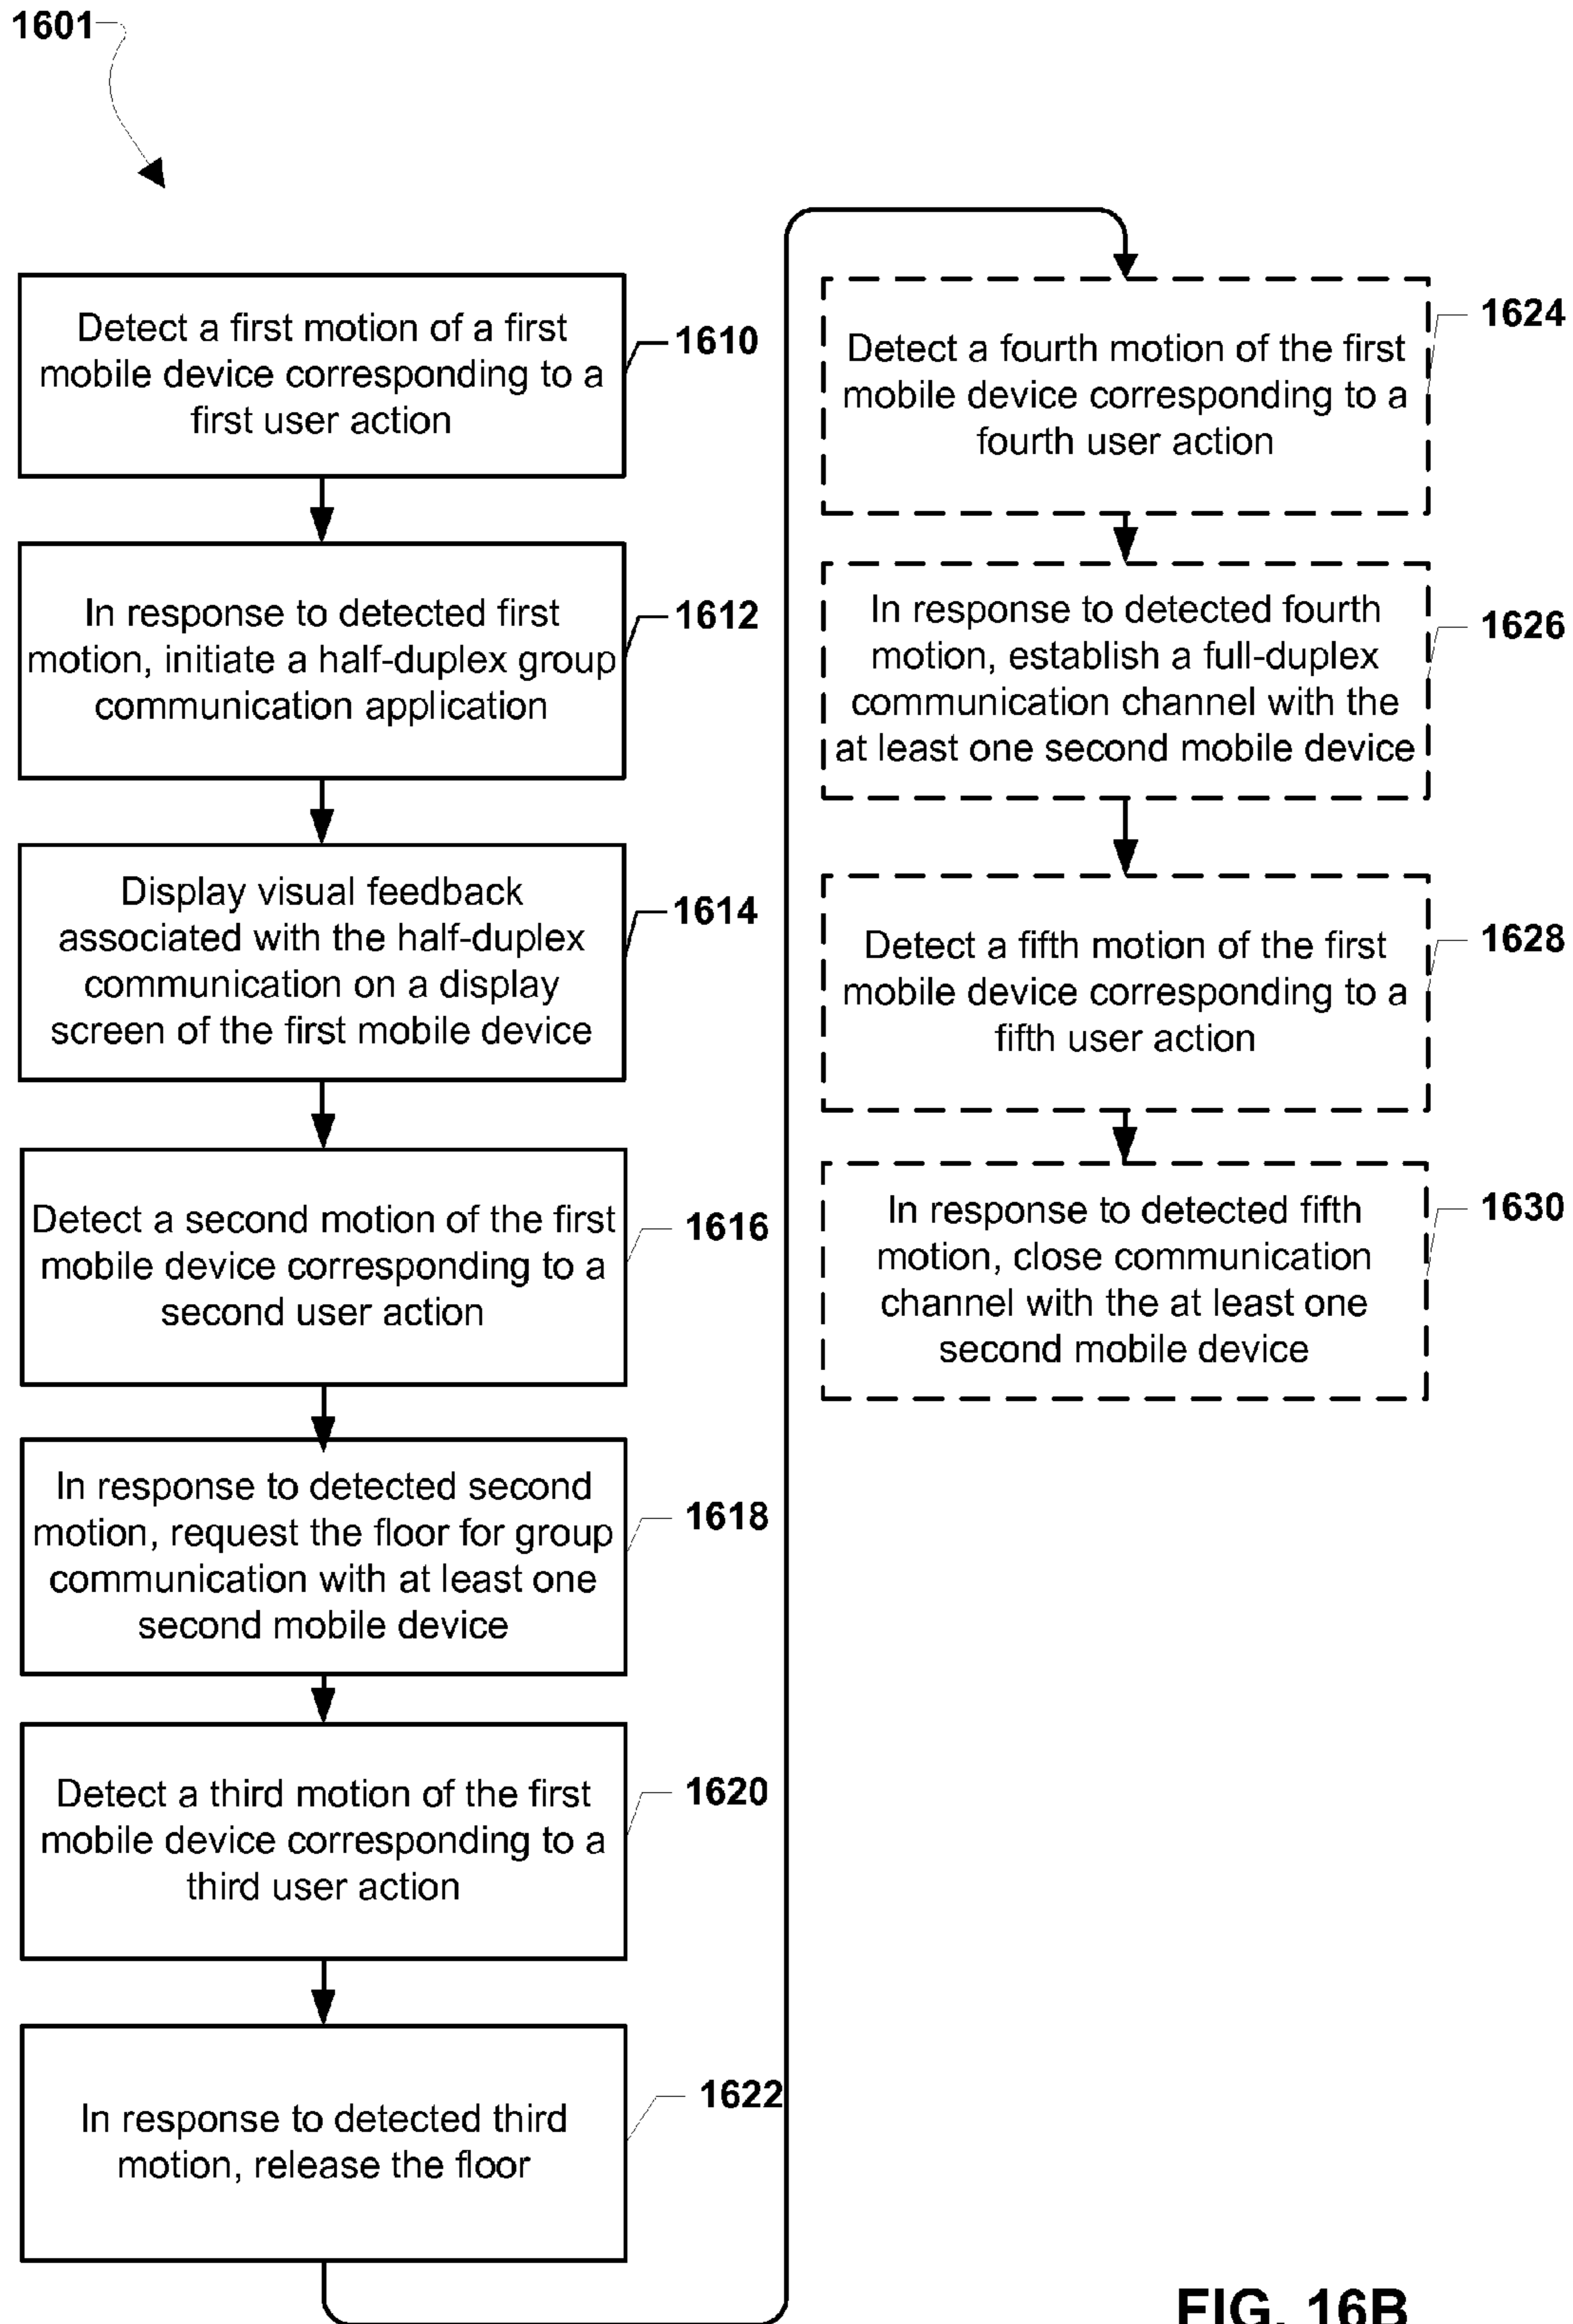 1601
Detect a first motion of a first
mobile device corresponding to a
first user action
1610
In response to detected first
motion, initiate a half-duplex group
communication application
1612
Display visual feedback
associated with the half-duplex
communication on a display
screen of the first mobile device
1614
Detect a second motion of the first
mobile device corresponding to a
second user action
1616
In response to detected second
motion, request the floor for group
communication with at least one
second mobile device
1618
Detect a third motion of the first
mobile device corresponding to a
third user action
1620
In response to detected third
motion, release the floor
1622
Detect a fourth motion of the first
mobile device corresponding to a
fourth user action
1624
In response to detected fourth
motion, establish a full-duplex
communication channel with the
at least one second mobile device
1626
Detect a fifth motion of the first
mobile device corresponding to a
fifth user action
1628
In response to detected fifth
motion, close communication
channel with the at least one
second mobile device
1630
FIG. 16B